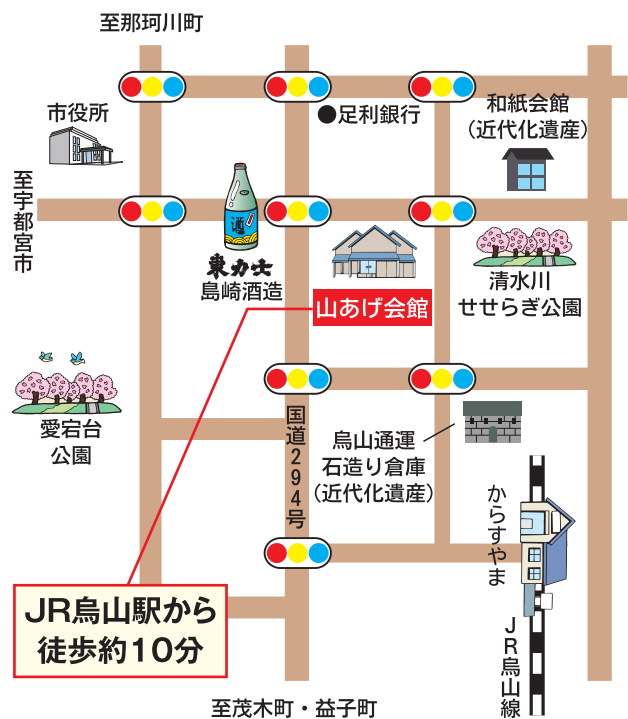 至那珂川町
市役所
●足利銀行
和紙会館
（近代化遺産）
至宇都宮市
酒
東力士
島崎酒造
山あげ会館
清水川
せせらぎ公園
愛宕台
公園
国道294号
烏山通運
石造り倉庫
（近代化遺産）
からすやま
JR烏山駅から
徒歩約10分
JR烏山線
至茂木町・益子町